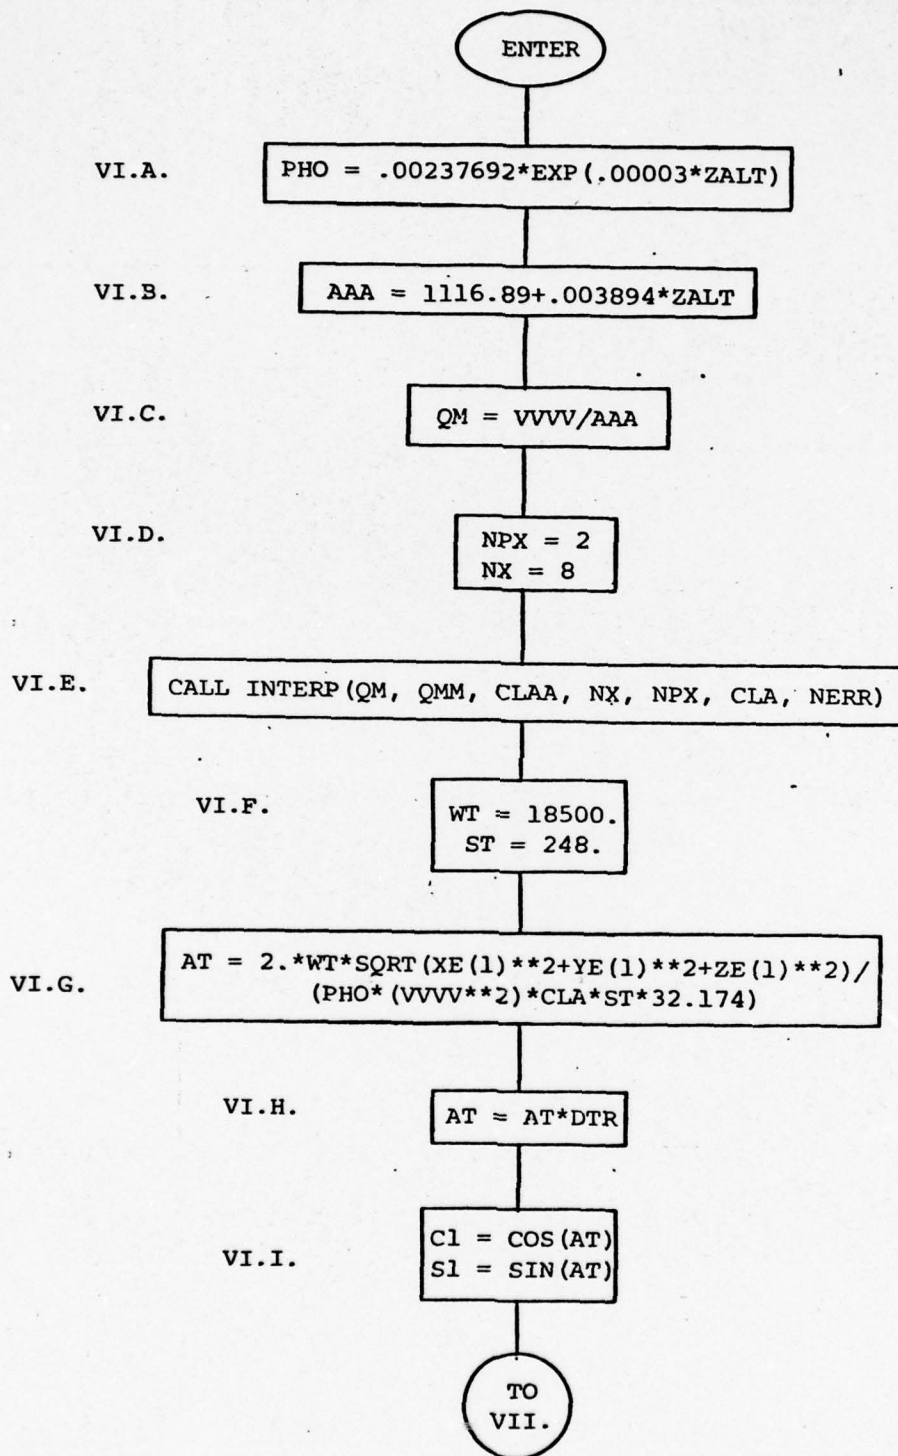 ENTER
VI.A.
PHO = .00237692*EXP(.00003*ZALT)
VI.B.
AAA = 1116.89+.003894*ZALT
VI.C.
QM = VVVV/AAA
VI.D.
NPX = 2
NX = 8
VI.E.
CALL INTERP(QM, QMM, CLAA, NX, NPX, CLA, NERR)
VI.F.
WT = 18500.
ST = 248.
VI.G.
AT = 2.*WT*SQRT(XE(1)**2+YE(1)**2+ZE(1)**2)/
(PHO*(VVVV**2)*CLA*ST*32.174)
VI.H.
AT = AT*DTR
VI.I.
C1 = COS(AT)
S1 = SIN(AT)
TO
VII.